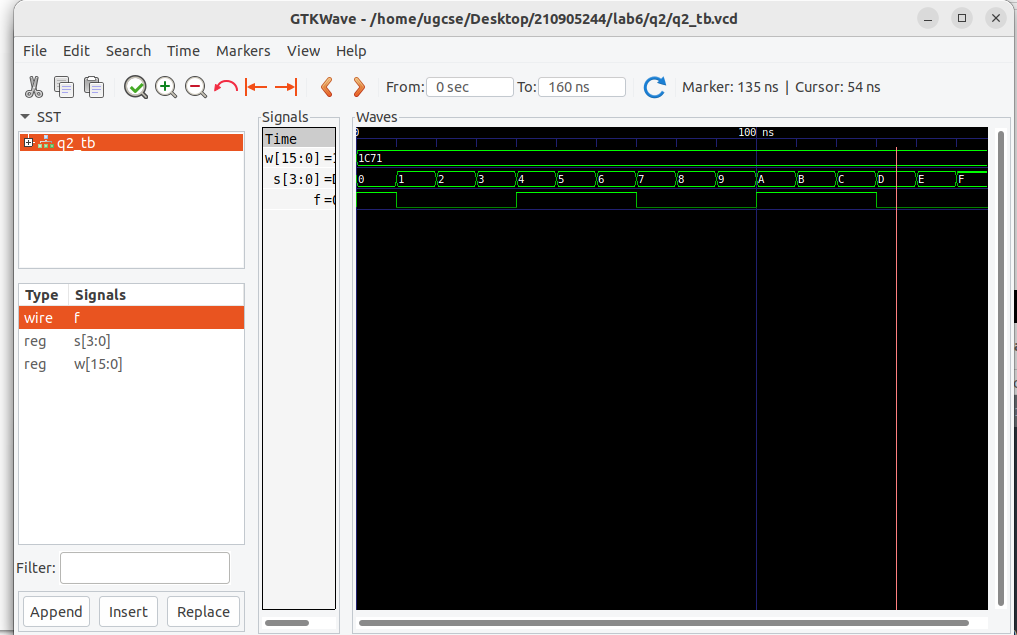 GTKWave - /home/ugcse/Desktop/210905244/lab6/q2/q2_tb.vcd
File Edit Search Time Markers View Help
From: 0 sec To: 160 ns Marker: 135 ns | Cursor: 54 ns
SST
q2_tb
Type Signals
wire f
reg s[3:0]
reg w[15:0]
Filter:
Append Insert Replace
Signals
Time
w[15:0] =
s[3:0] =
f =
Waves
0 100 ns
1C71
0 1 2 3 4 5 6 7 8 9 A B C D E F